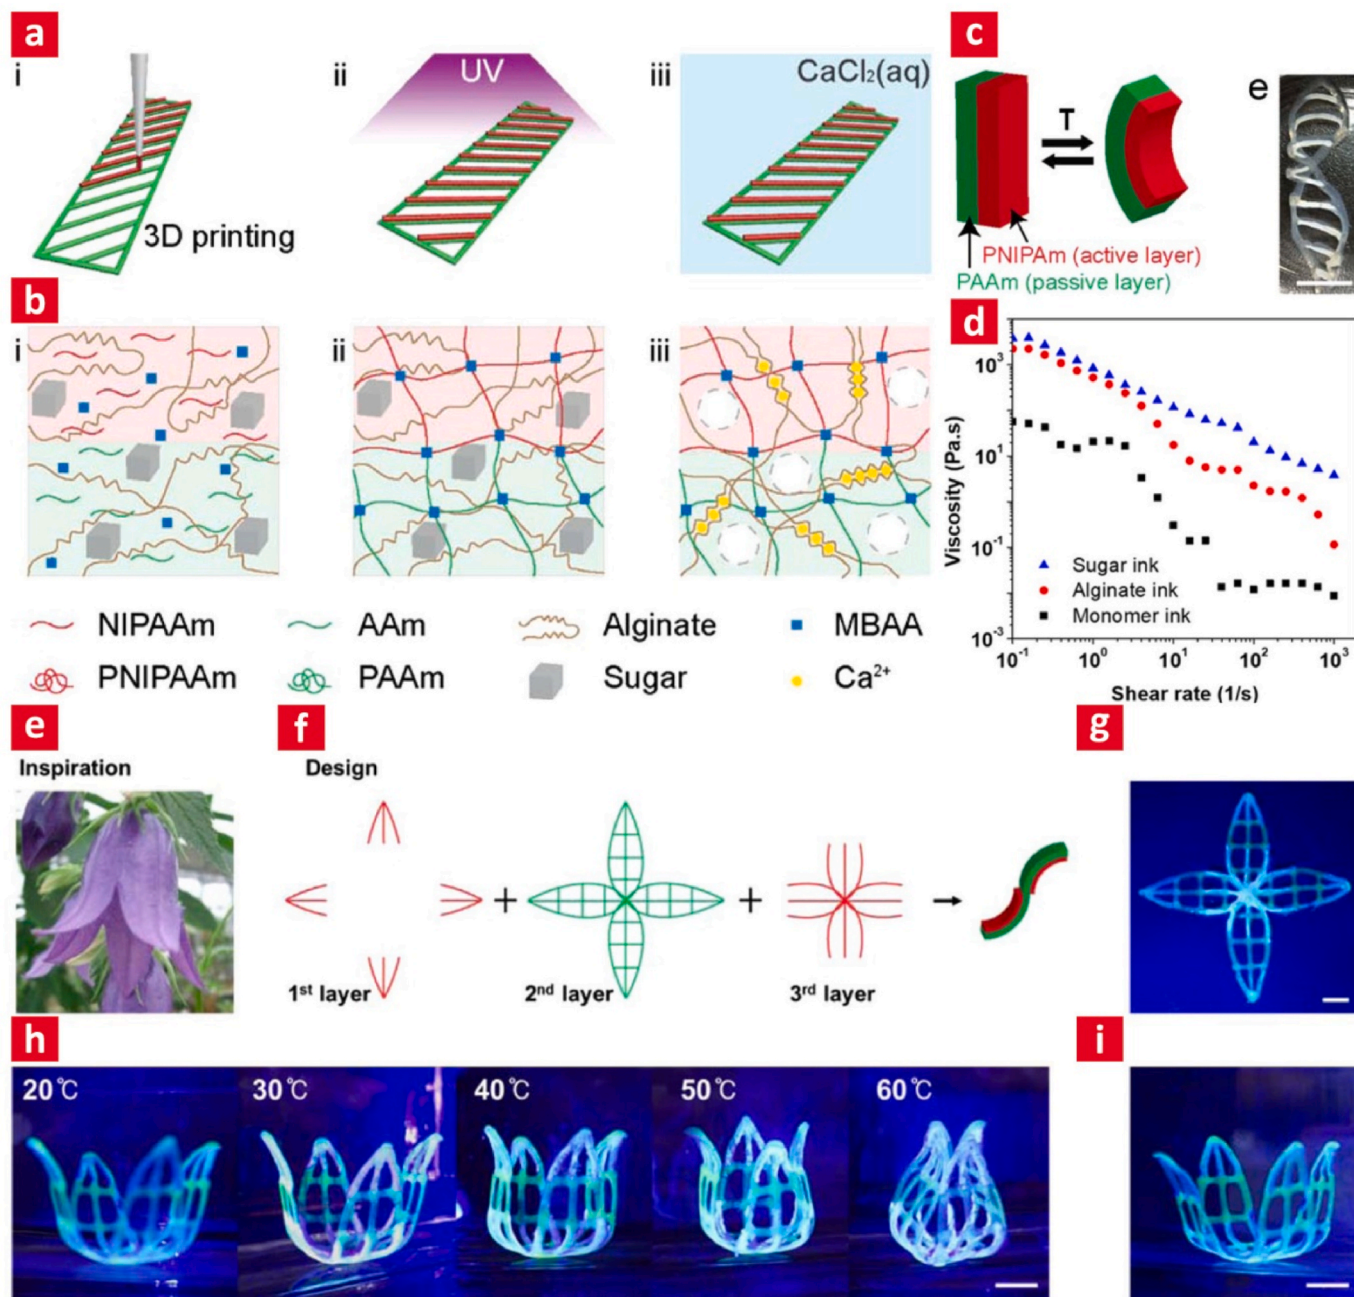 a
i
ii
iii
UV
CaCl₂(aq)
3D printing
c
T
PNIPAm (active layer)
PAAm (passive layer)
e
b
i
ii
iii
NIPAAm
AAm
Alginate
MBAA
PNIPAAm
PAAm
Sugar
Ca²⁺
d
Viscosity (Pa.s)
10³
10¹
10⁻¹
10⁻³
Sugar ink
Alginate ink
Monomer ink
10⁻¹ 10⁰ 10¹ 10² 10³
Shear rate (1/s)
e
Inspiration
f
Design
1ˢᵗ layer
+
2ⁿᵈ layer
+
3ʳᵈ layer
g
h
20℃
30℃
40℃
50℃
60℃
i